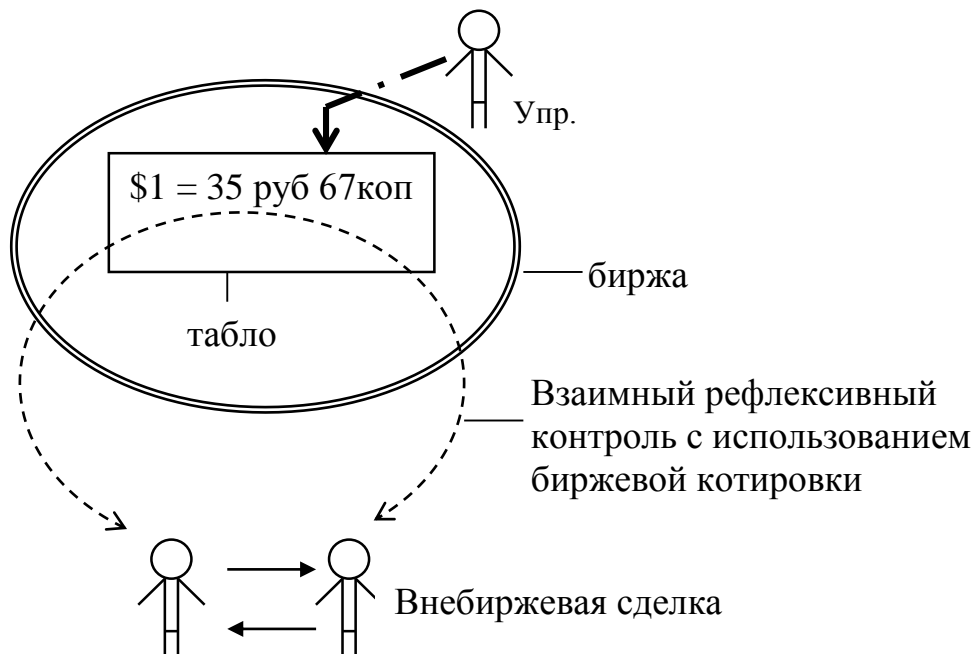 Упр.
$1 = 35 руб 67коп
биржа
табло
Взаимный рефлексивный
контроль с использованием
биржевой котировки
Внебиржевая сделка